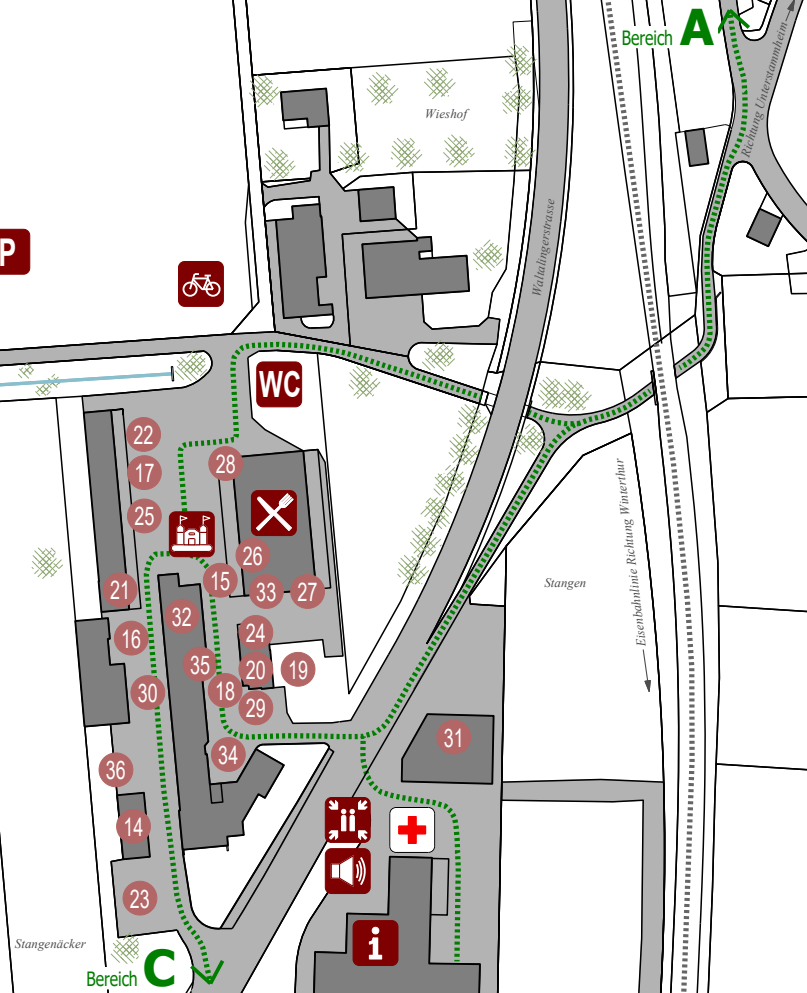 Bereich A
Richtung Unterstammheim
Wieshof
Waltalingerstrasse
P
WC
22
28
17
25
26
15
21
33
27
32
16
24
35
20
19
30
18
29
34
31
36
14
23
Stangen
Eisenbahnlinie Richtung Winterthur
Stangenäcker
i
Bereich C